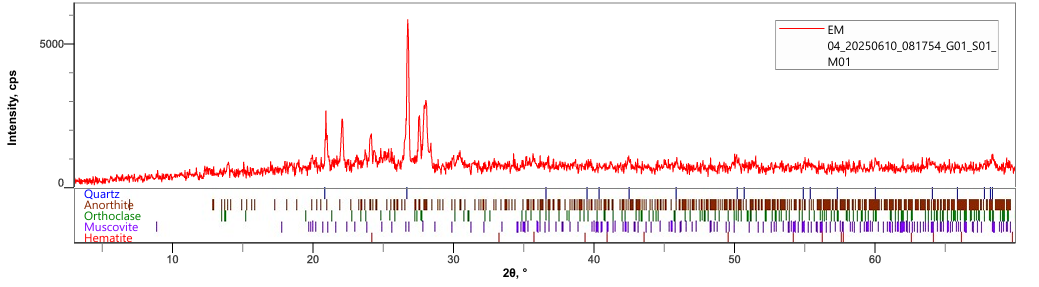 EM
04_20250610_081754_G01_S01_
M01
5000
Intensity, cps
0
Quartz
Anorthite
Orthoclase
Muscovite
Hematite
10 20 30 40 50 60
2θ, °